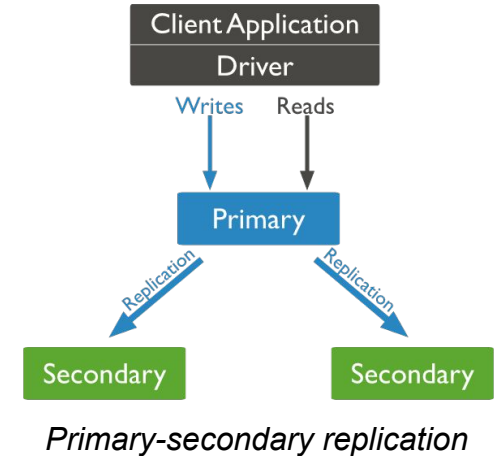 Client Application
Driver
Writes Reads
Primary
Replication Replication
Secondary Secondary
Primary-secondary replication